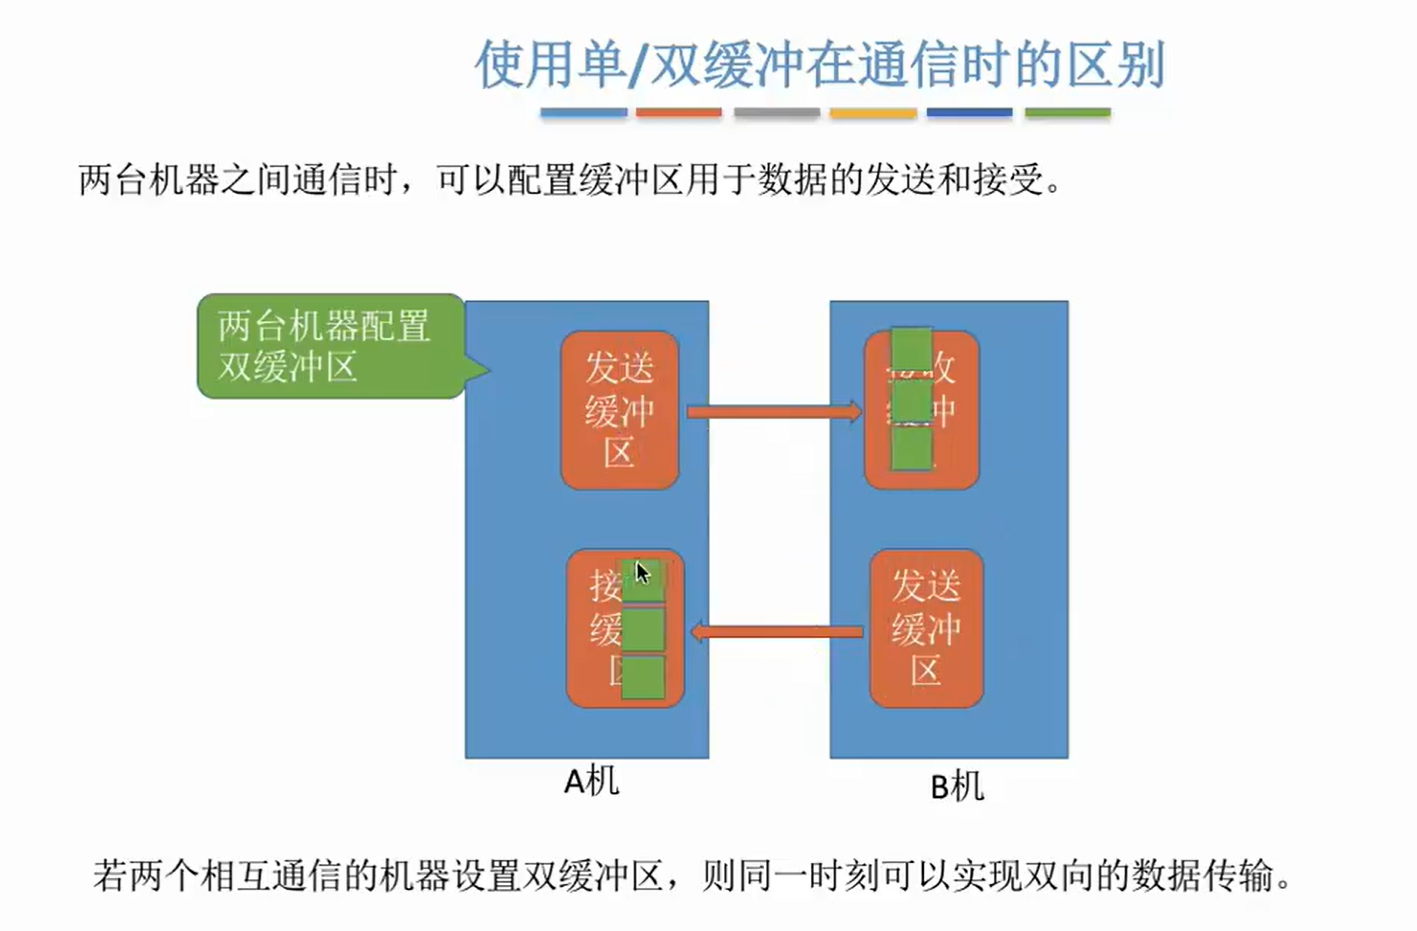 使用单/双缓冲在通信时的区别
两台机器之间通信时，可以配置缓冲区用于数据的发送和接受。
两台机器配置
双缓冲区
发送
缓冲
区
收
冲
接
缓
发送
缓冲
区
A机
B机
若两个相互通信的机器设置双缓冲区，则同一时刻可以实现双向的数据传输。